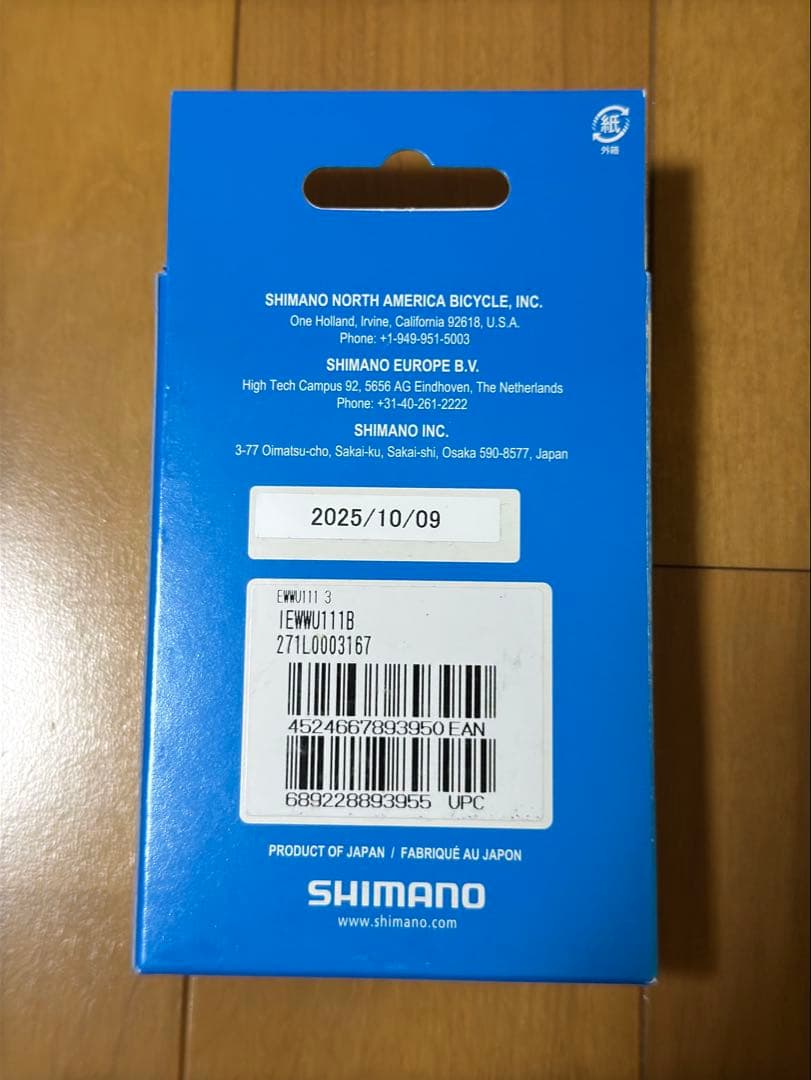 紙
外箱
SHIMANO NORTH AMERICA BICYCLE, INC.
One Holland, Irvine, California 92618, U.S.A.
Phone: +1-949-951-5003
SHIMANO EUROPE B.V.
High Tech Campus 92, 5656 AG Eindhoven, The Netherlands
Phone: +31-40-261-2222
SHIMANO INC.
3-77 Oimatsu-cho, Sakai-ku, Sakai-shi, Osaka 590-8577, Japan
2025/10/09
EWWU111 3
IEWWU111B
271L0003167
4524667893950 EAN
689228893955 UPC
PRODUCT OF JAPAN / FABRIQUÉ AU JAPON
SHIMANO
www.shimano.com